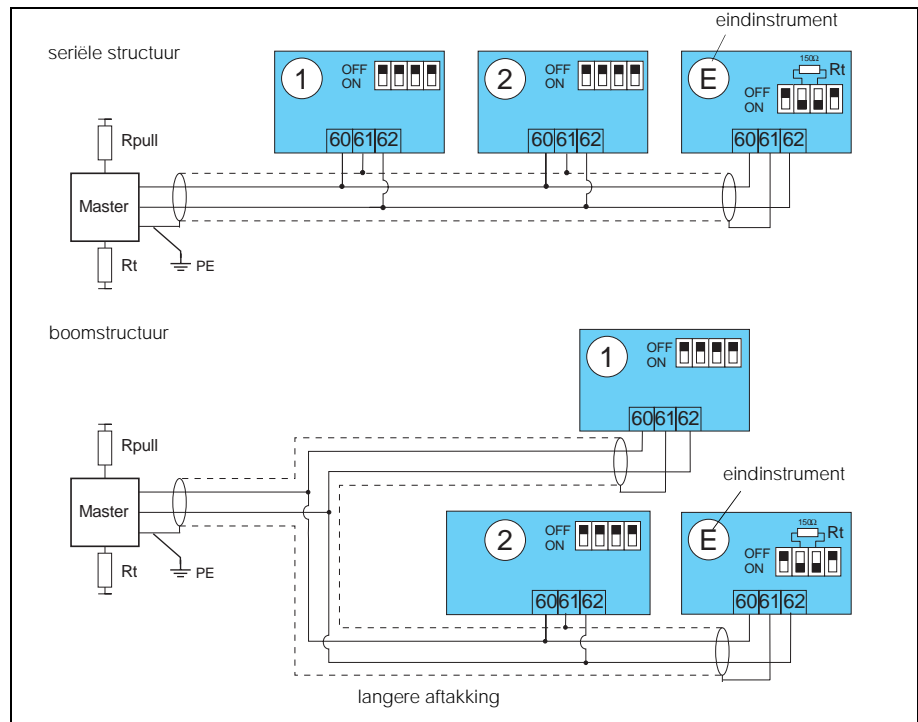 eindinstrument
seriële structuur
1
OFF
ON
2
OFF
ON
E
150Ω
Rt
OFF
ON
60 61 62
60 61 62
60 61 62
Rpull
Master
Rt
PE
boomstructuur
1
OFF
ON
60 61 62
Rpull
Master
Rt
PE
eindinstrument
2
OFF
ON
E
150Ω
Rt
OFF
ON
60 61 62
60 61 62
langere aftakking